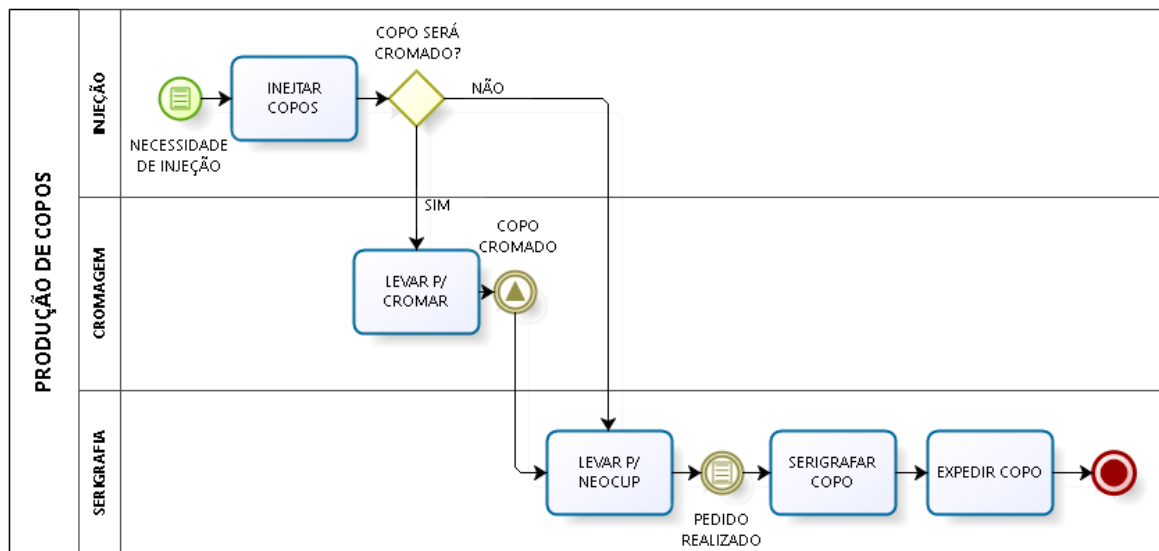 PRODUÇÃO DE COPOS
INJEÇÃO
NECESSIDADE
DE INJEÇÃO
INEJTAR
COPOS
COPO SERÁ
CROMADO?
NÃO
SIM
CROMAGEM
LEVAR P/
CROMAR
COPO
CROMADO
SERIGRAFIA
LEVAR P/
NEOCUP
PEDIDO
REALIZADO
SERIGRAFAR
COPO
EXPEDIR COPO